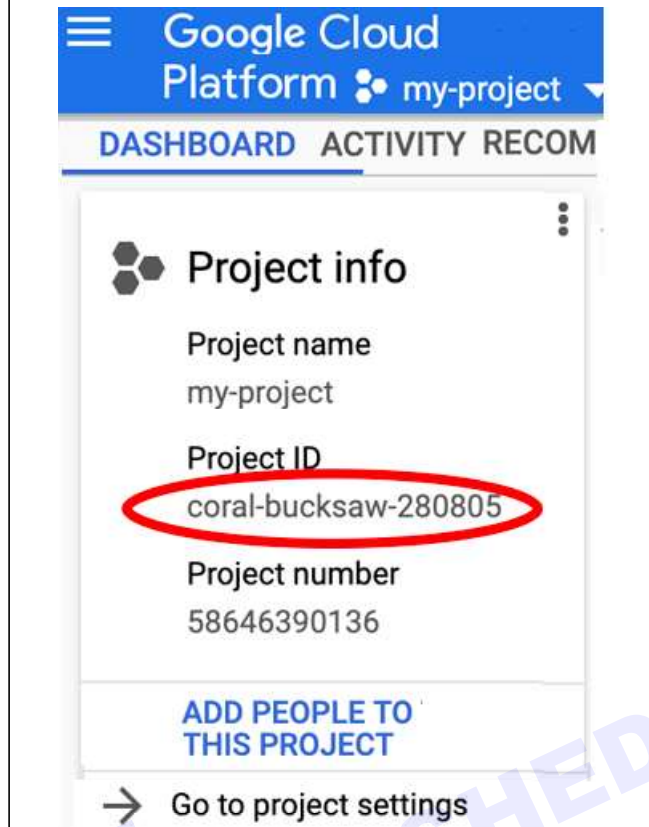 Google Cloud
Platform my-project
DASHBOARD ACTIVITY RECOM
Project info
Project name
my-project
Project ID
coral-bucksaw-280805
Project number
58646390136
ADD PEOPLE TO
THIS PROJECT
Go to project settings